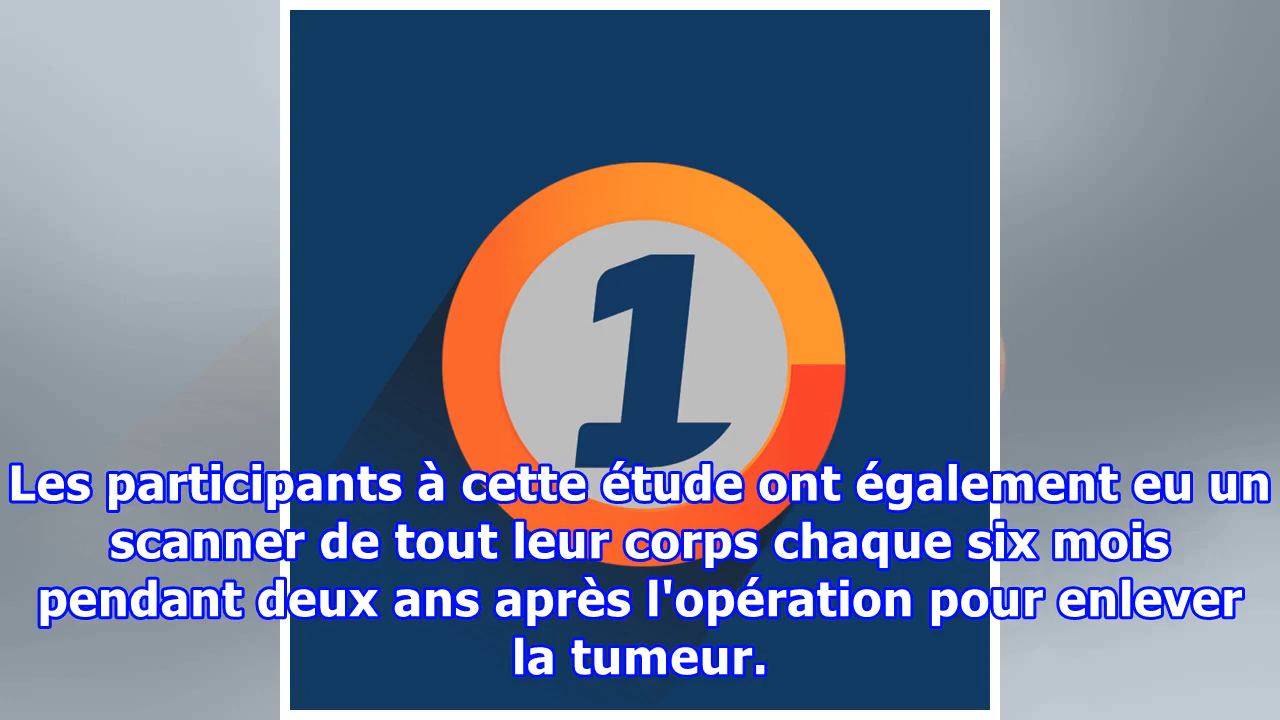 1
Les participants à cette étude ont également eu un
scanner de tout leur corps chaque six mois
pendant deux ans après l'opération pour enlever
la tumeur.